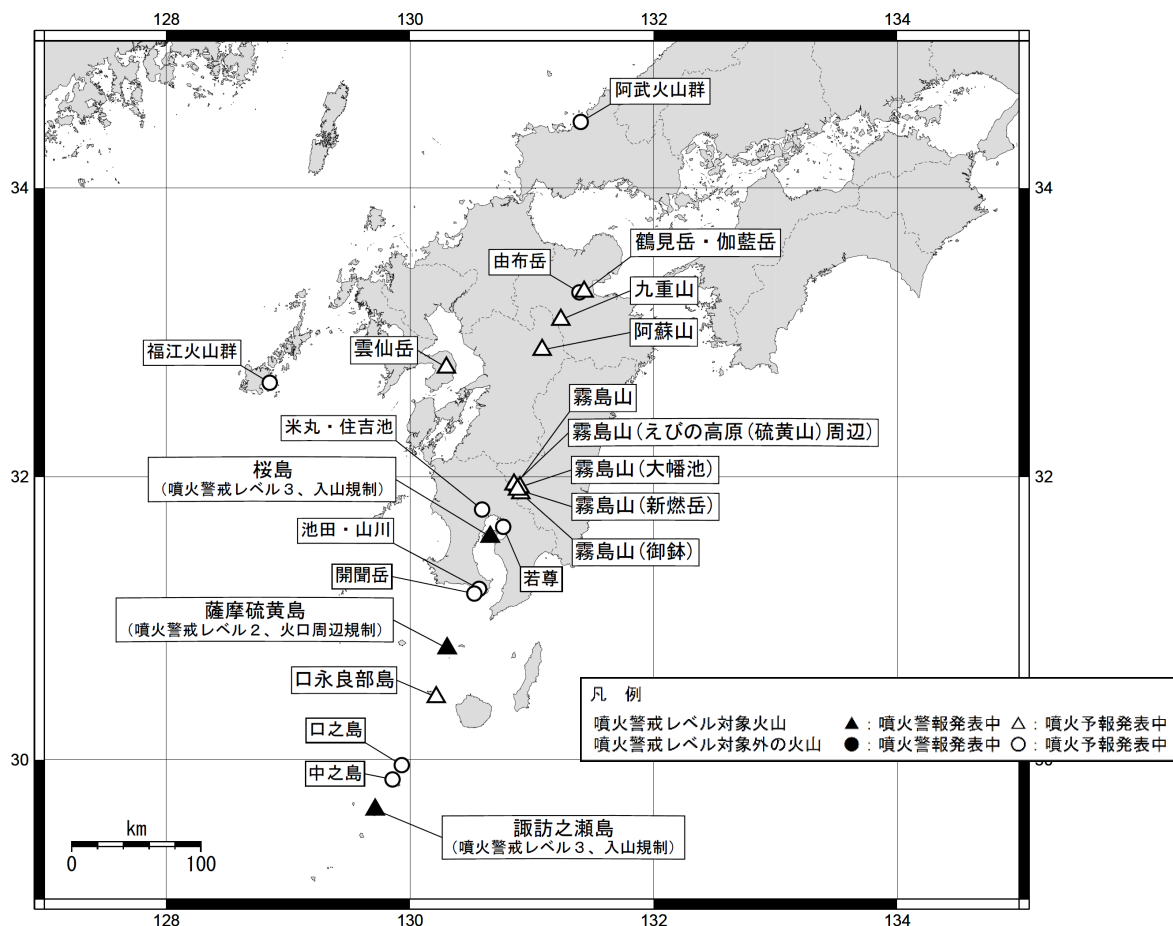 128
130
132
134
阿武火山群
34
34
鶴見岳・伽藍岳
由布岳
九重山
阿蘇山
雲仙岳
福江火山群
霧島山
米丸・住吉池
霧島山(えびの高原(硫黄山)周辺)
桜島
(噴火警戒レベル3、入山規制)
霧島山(大幡池)
32
32
霧島山(新燃岳)
池田・山川
霧島山(御鉢)
開聞岳
若尊
薩摩硫黄島
(噴火警戒レベル2、火口周辺規制)
口永良部島
凡 例
噴火警戒レベル対象火山 ▲:噴火警報発表中 △:噴火予報発表中
噴火警戒レベル対象外の火山 ●:噴火警報発表中 ○:噴火予報発表中
口之島
30
中之島
諏訪之瀬島
(噴火警戒レベル3、入山規制)
km
0 100
128
130
132
134